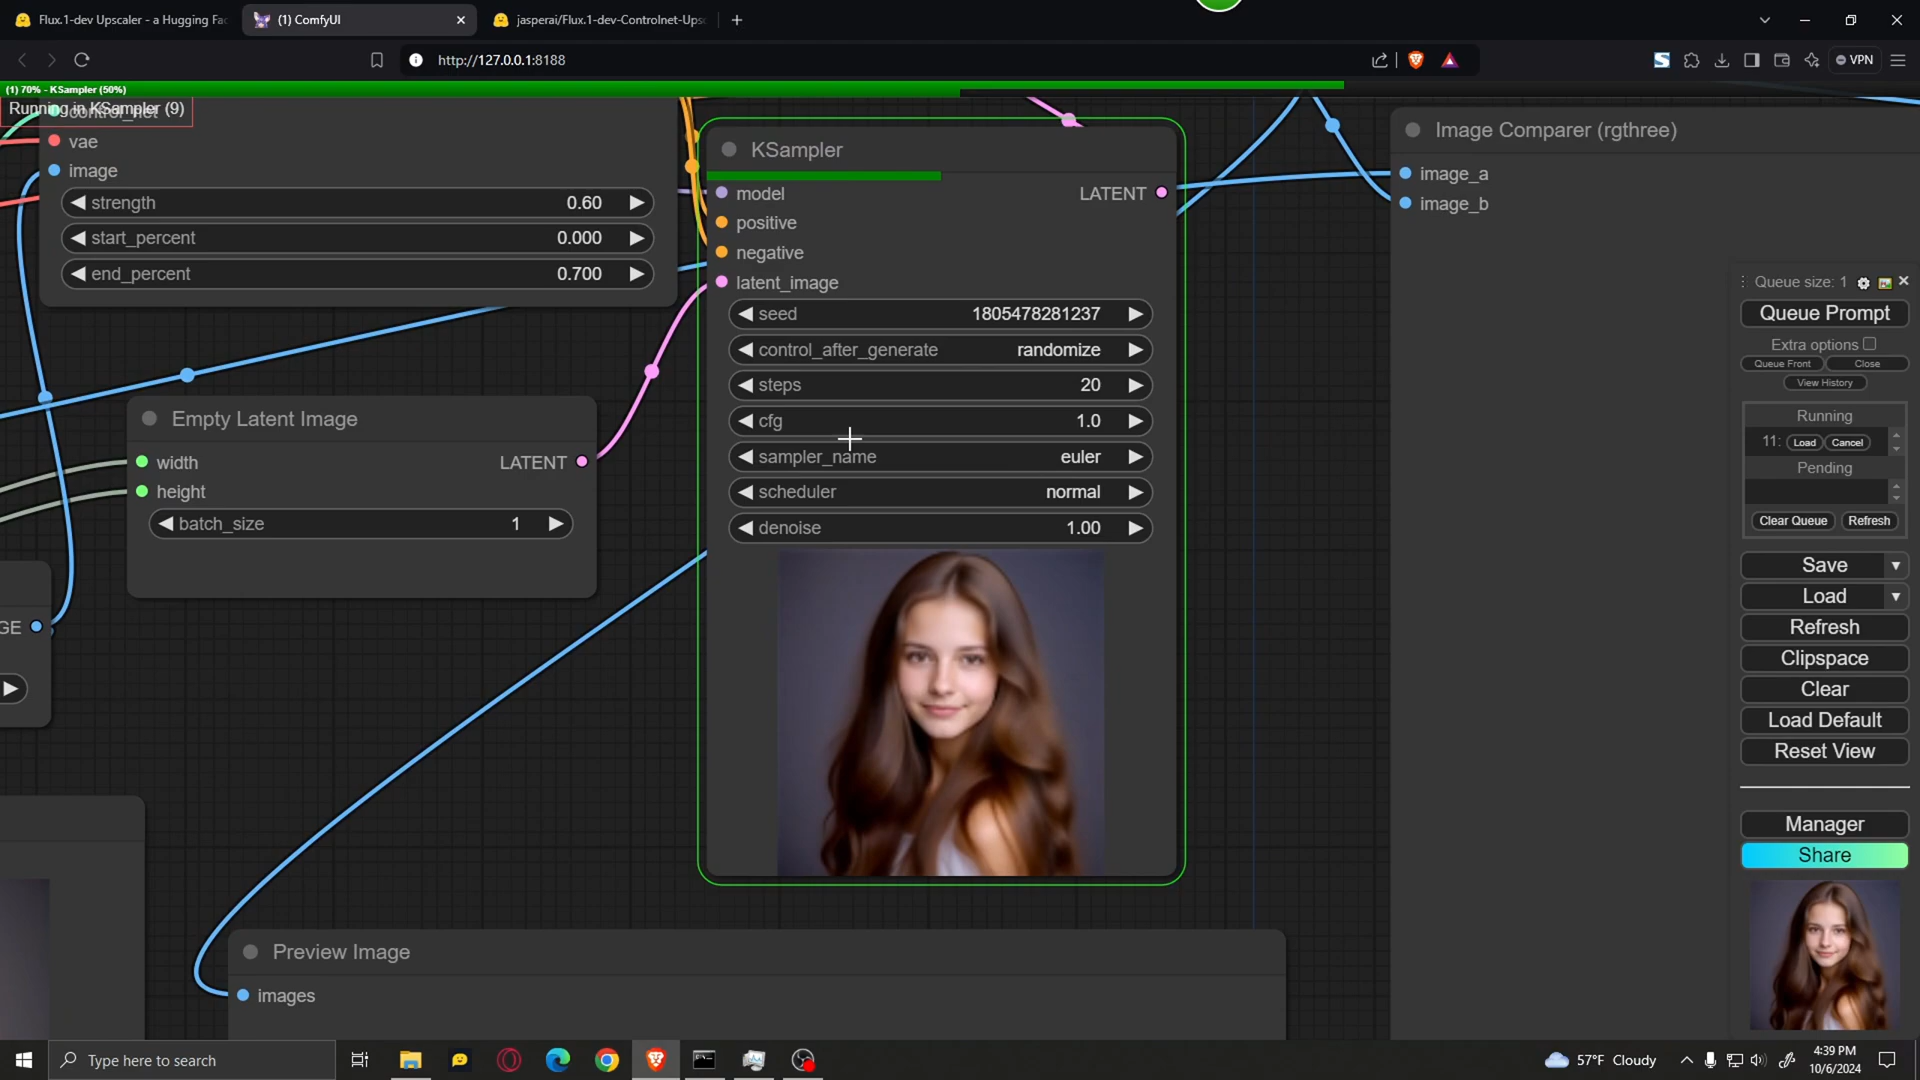 Flux.1-dev Upscaler - a Hugging Fac
(1) ComfyUI
jasperai/Flux.1-dev-Controlnet-Ups
http://127.0.0.1:8188
VPN
(1) 70% - KSampler (50%)
Running in KSampler (9)
control_net
vae
image
strength 0.60
start_percent 0.000
end_percent 0.700
KSampler
model LATENT
positive
negative
latent_image
seed 1805478281237
control_after_generate randomize
steps 20
cfg 1.0
sampler_name euler
scheduler normal
denoise 1.00
Empty Latent Image
width LATENT
height
batch_size 1
GE
Image Comparer (rgthree)
image_a
image_b
Preview Image
images
Queue size: 1
Queue Prompt
Extra options
Queue Front Close
View History
Running
11: Load Cancel
Pending
Clear Queue Refresh
Save
Load
Refresh
Clipspace
Clear
Load Default
Reset View
Manager
Share
Type here to search
57°F Cloudy
4:39 PM
10/6/2024